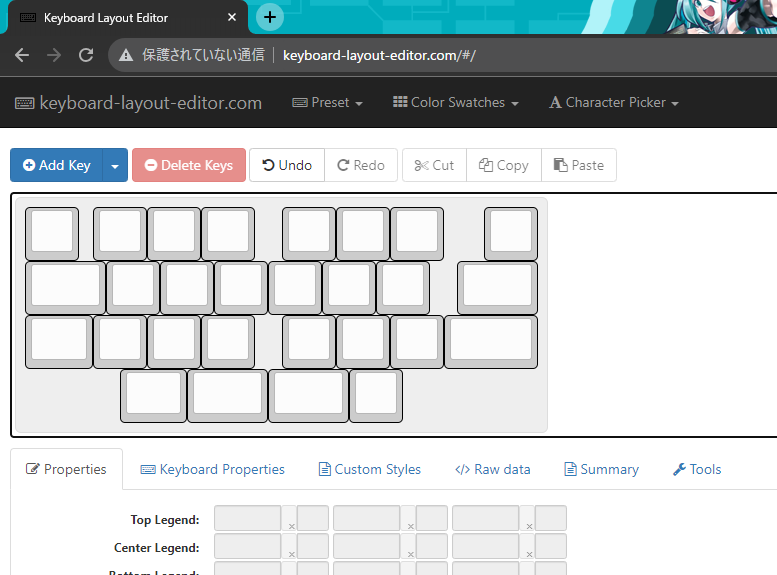 Keyboard Layout Editor
保護されていない通信 keyboard-layout-editor.com/#/
keyboard-layout-editor.com Preset Color Swatches Character Picker
Add Key Delete Keys Undo Redo Cut Copy Paste
Properties Keyboard Properties Custom Styles Raw data Summary Tools
Top Legend:
Center Legend:
Bottom Legend: